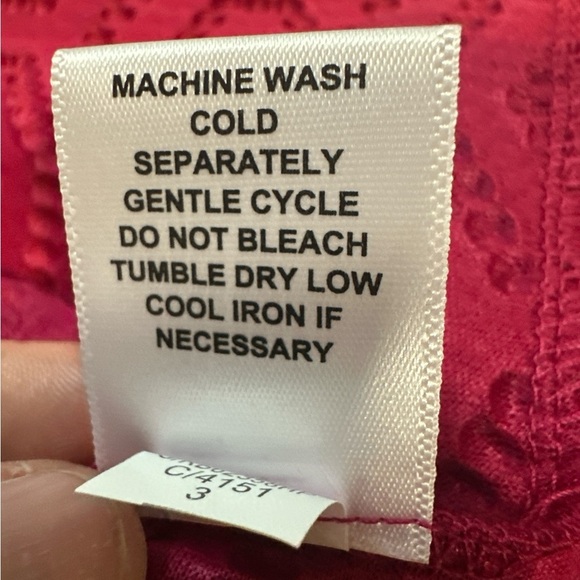 MACHINE WASH
COLD
SEPARATELY
GENTLE CYCLE
DO NOT BLEACH
TUMBLE DRY LOW
COOL IRON IF
NECESSARY
C/4151
3